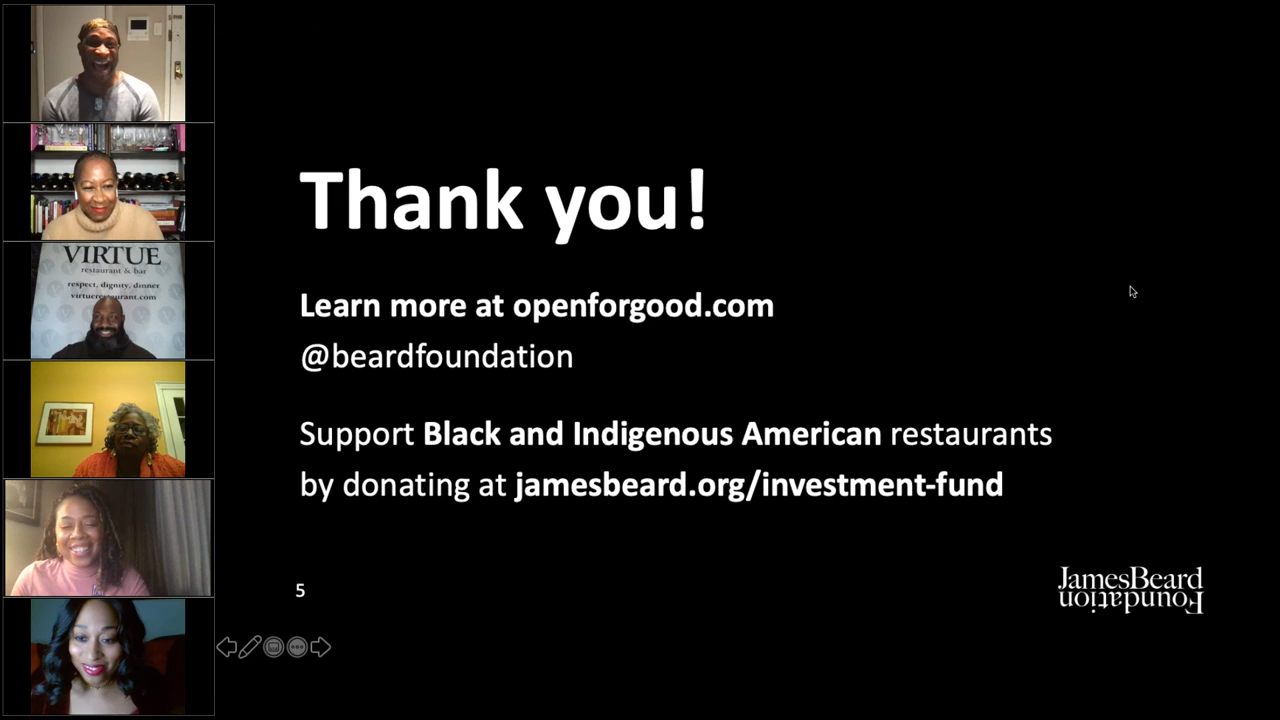 VIRTUE
restaurant & bar
respect, dignity, dinner
virtuerestaurant.com
Thank you!
Learn more at openforgood.com
@beardfoundation
Support Black and Indigenous American restaurants
by donating at jamesbeard.org/investment-fund
5
JamesBeard
Foundation